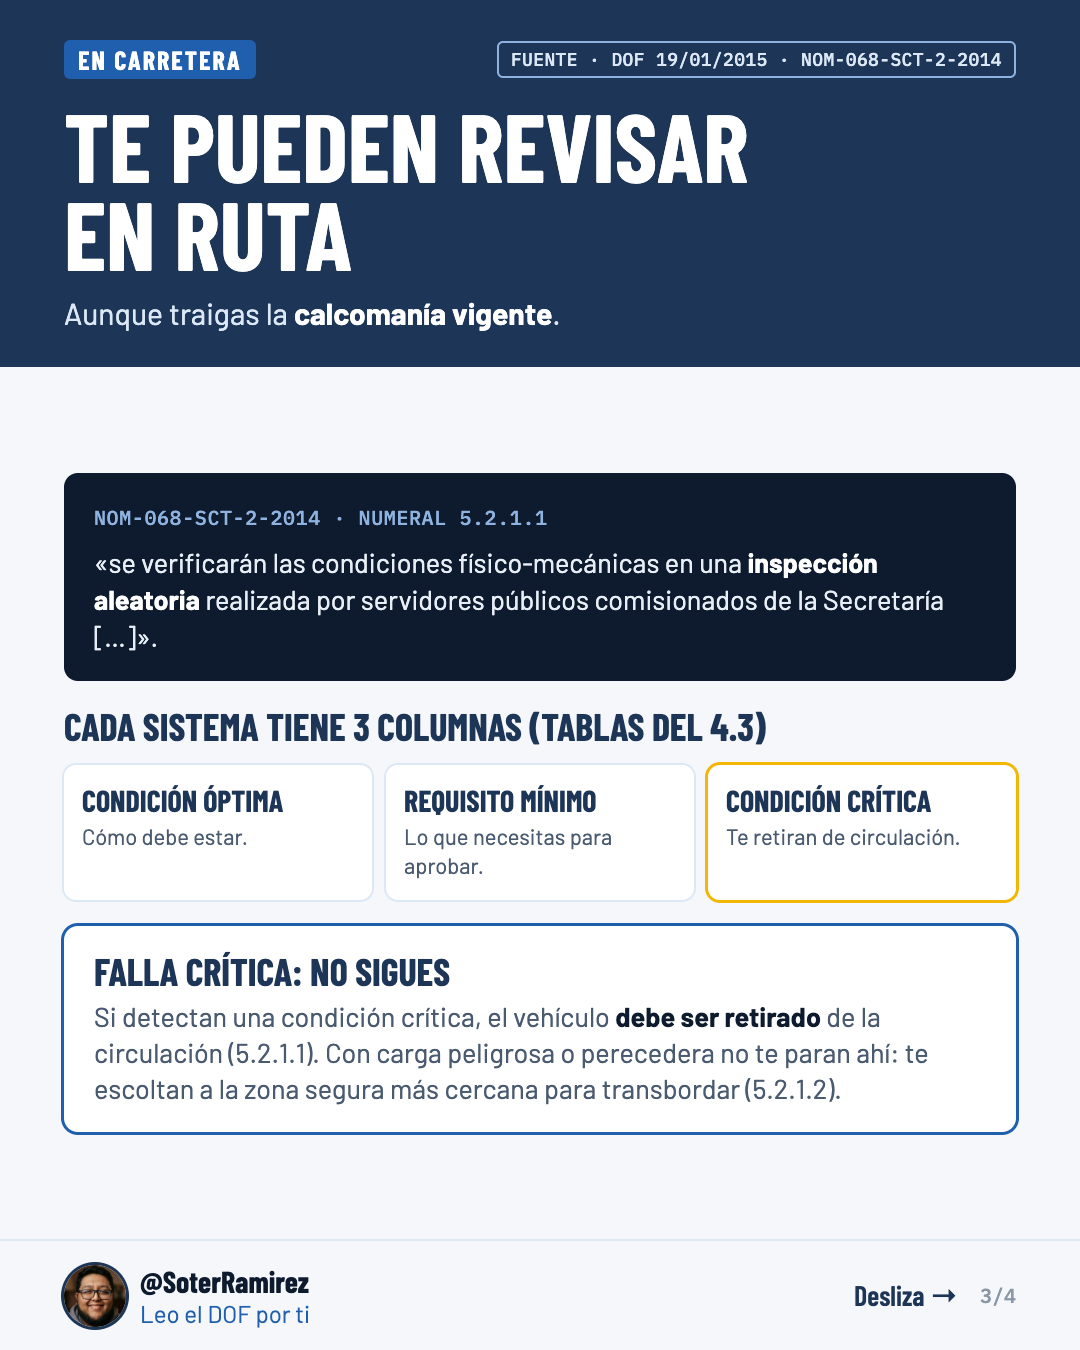 EN CARRETERA
FUENTE · DOF 19/01/2015 · NOM-068-SCT-2-2014
TE PUEDEN REVISAR
EN RUTA
Aunque traigas la calcomanía vigente.
NOM-068-SCT-2-2014 · NUMERAL 5.2.1.1
«se verificarán las condiciones físico-mecánicas en una inspección
aleatoria realizada por servidores públicos comisionados de la Secretaría
[…]».
CADA SISTEMA TIENE 3 COLUMNAS (TABLAS DEL 4.3)
CONDICIÓN ÓPTIMA
Cómo debe estar.
REQUISITO MÍNIMO
Lo que necesitas para
aprobar.
CONDICIÓN CRÍTICA
Te retiran de circulación.
FALLA CRÍTICA: NO SIGUES
Si detectan una condición crítica, el vehículo debe ser retirado de la
circulación (5.2.1.1). Con carga peligrosa o perecedera no te paran ahí: te
escoltan a la zona segura más cercana para transbordar (5.2.1.2).
@SoterRamirez
Leo el DOF por ti
Desliza → 3/4